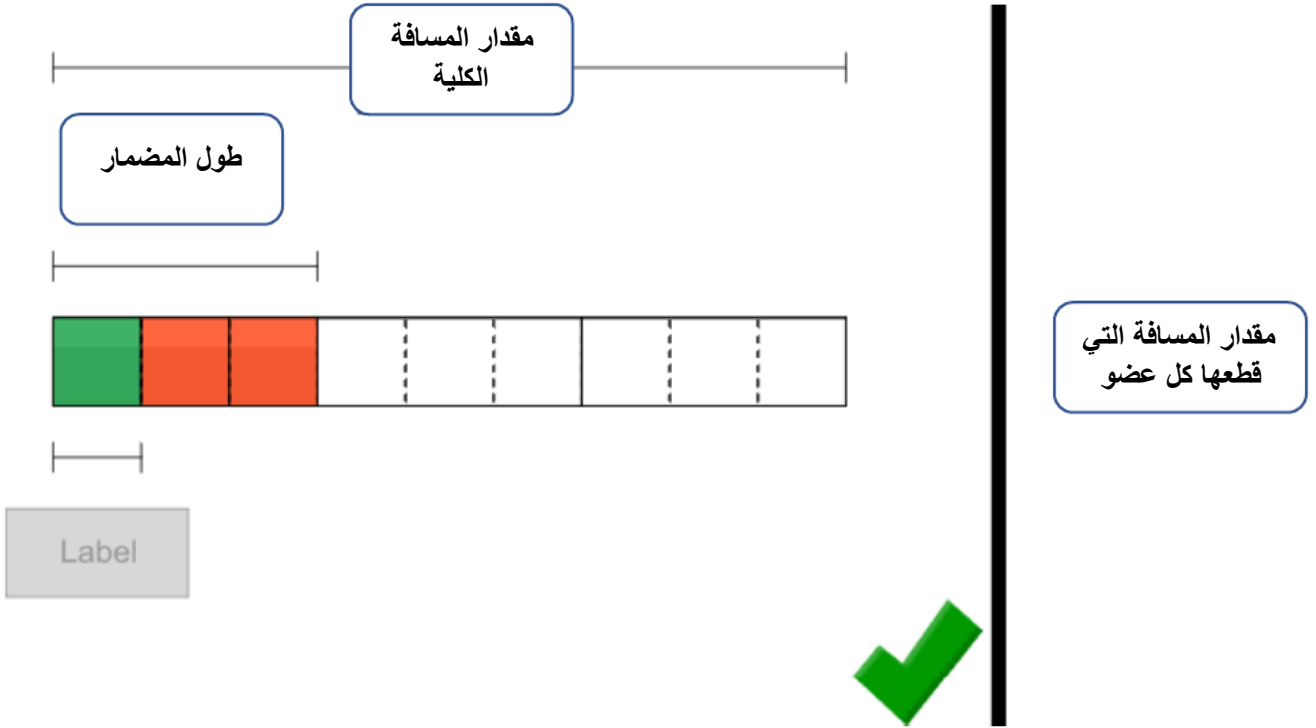 مقدار المسافة
الكلية
طول المضمار
مقدار المسافة التي
قطعها كل عضو
Label